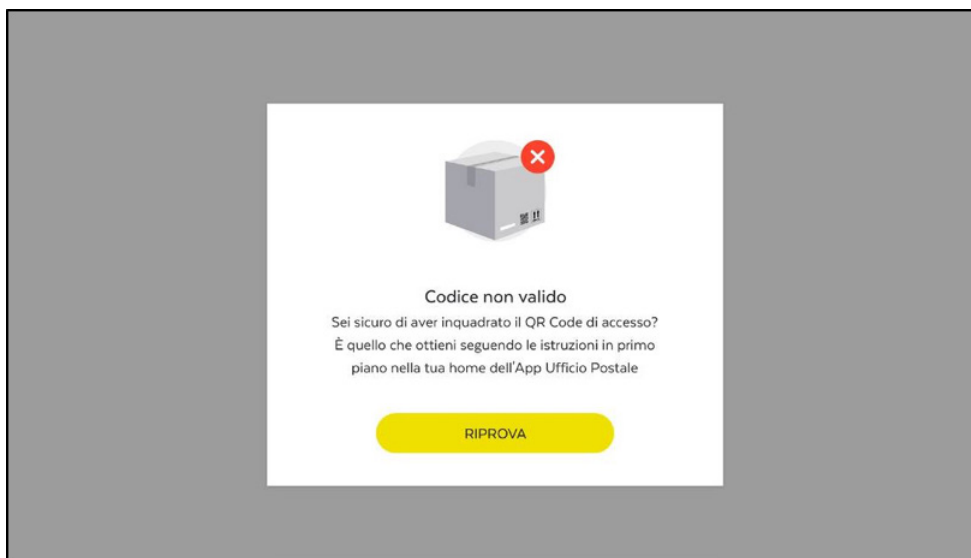 Codice non valido
Sei sicuro di aver inquadrato il QR Code di accesso?
È quello che ottieni seguendo le istruzioni in primo
piano nella tua home dell'App Ufficio Postale
RIPROVA